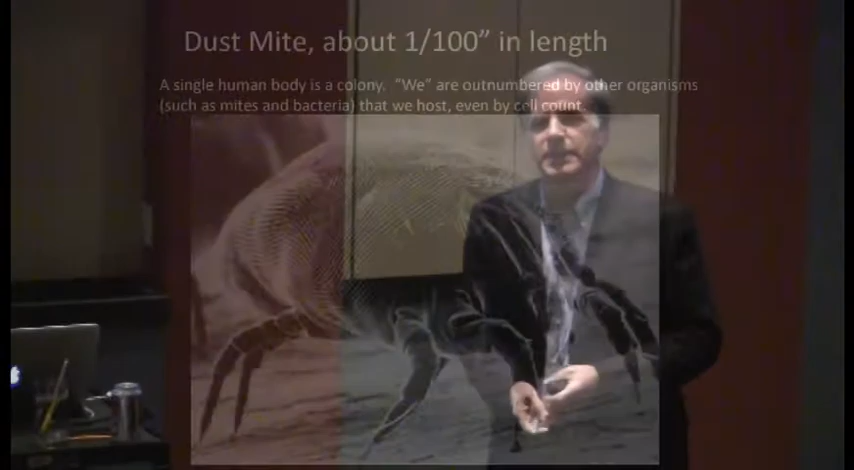 Dust Mite, about 1/100” in length
A single human body is a colony.  “We” are outnumbered by other organisms
(such as mites and bacteria) that we host, even by cell count.